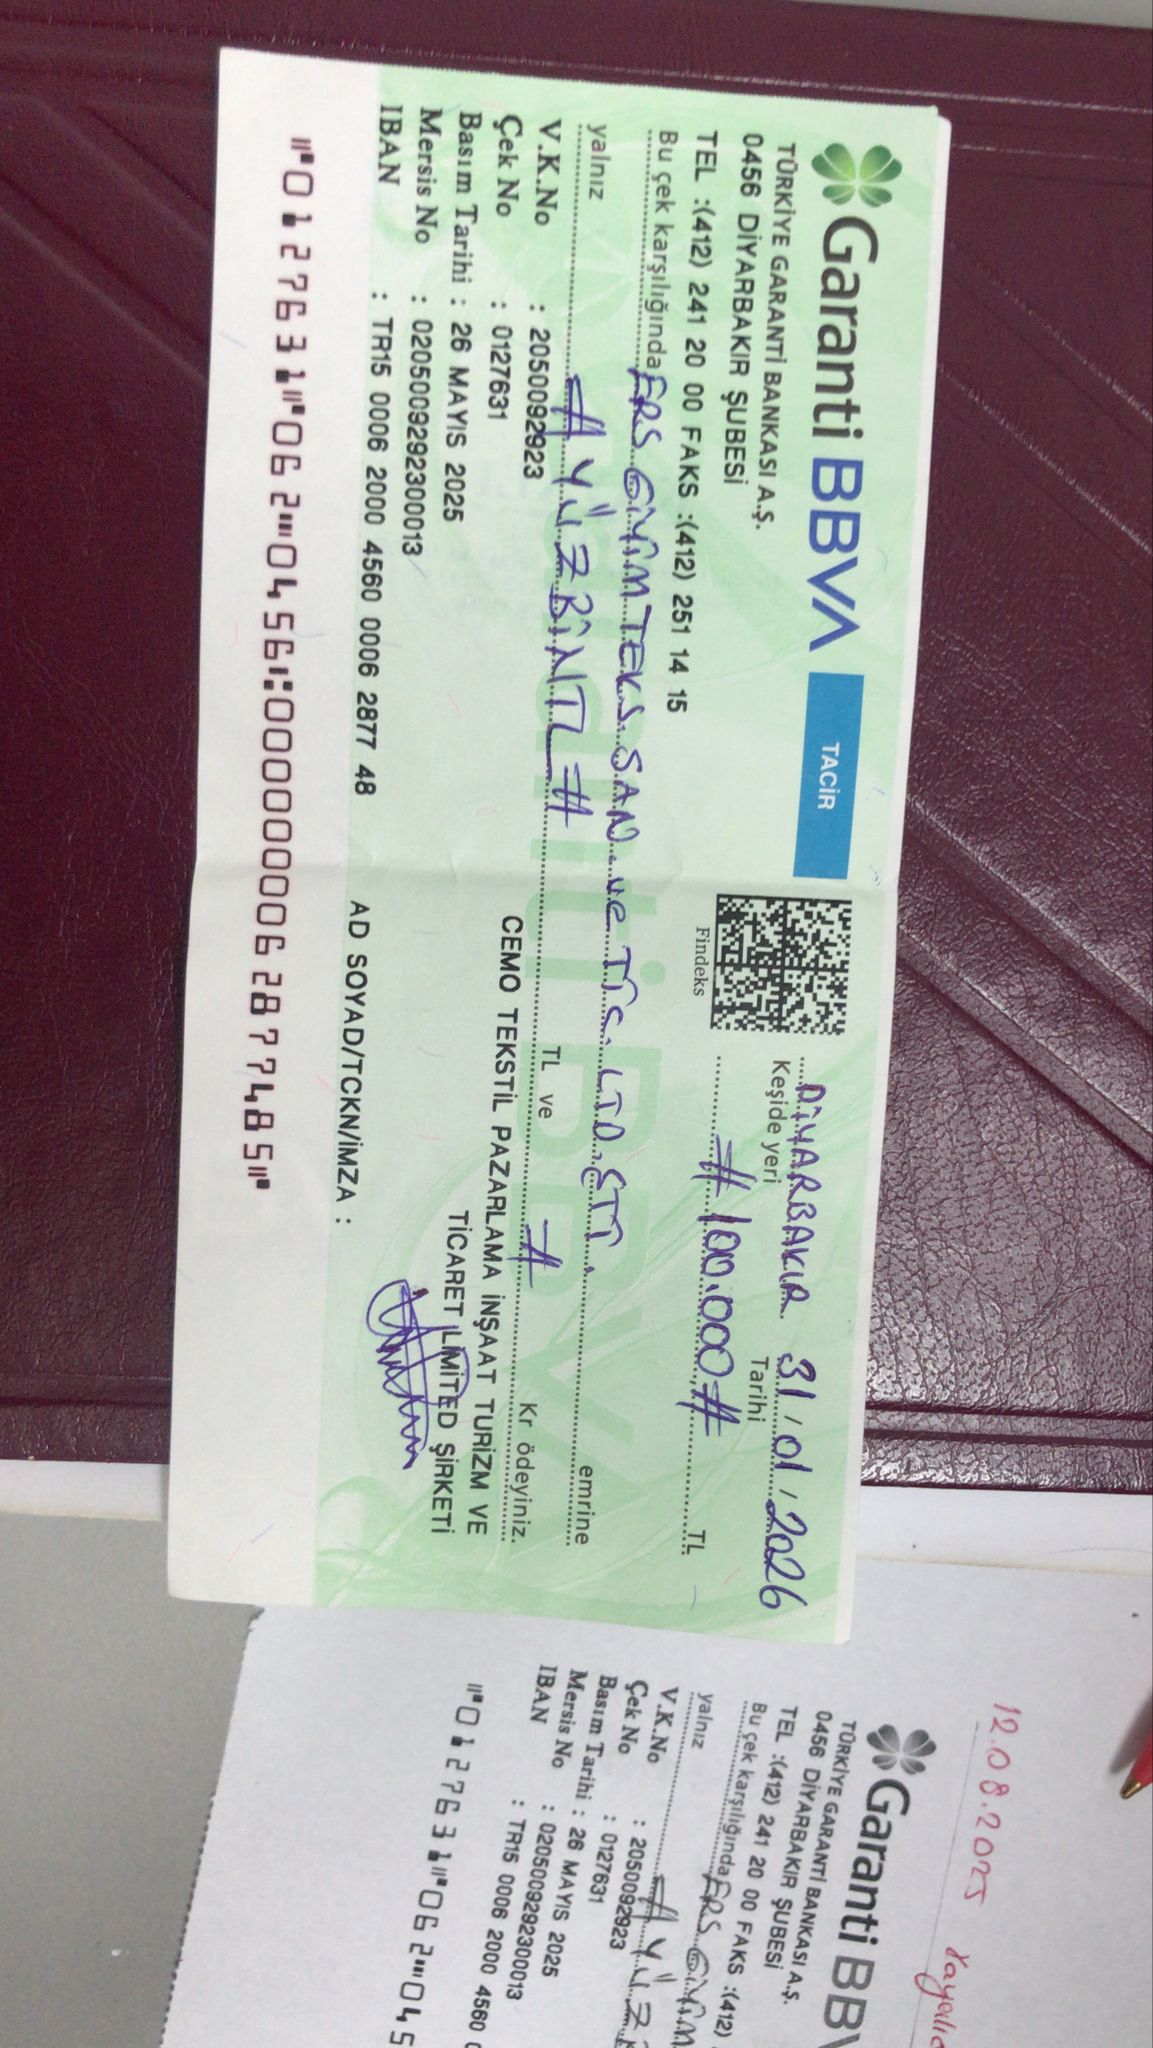 Garanti BBVA TACİR
TÜRKİYE GARANTİ BANKASI A.Ş.
0456 DİYARBAKIR ŞUBESİ
TEL :(412) 241 20 00 FAKS :(412) 251 14 15
Findeks
DİYARBAKIR 31/01/2026
Keşide yeri Tarihi
#100.000# TL
Bu çek karşılığında ERS GİYİM TEKS. SAN. ve TİC. LTD. ŞTİ. emrine
yalnız # YÜZBİNTL # TL ve # Kr ödeyiniz.
V.K.No : 2050092923
Çek No : 0127631
Basım Tarihi : 26 MAYIS 2025
Mersis No : 0205009292300013
IBAN : TR15 0006 2000 4560 0006 2877 48
CEMO TEKSTİL PAZARLAMA İNŞAAT TURİZM VE
TİCARET LİMİTED ŞİRKETİ
AD SOYAD/TCKN/İMZA :
⑈0127631⑈062⑉0456⑆000000062877485⑈
12.08.2025
Garanti BBV
TÜRKİYE GARANTİ BANKASI A.Ş.
0456 DİYARBAKIR ŞUBESİ
TEL :(412) 241 20 00 FAKS :(412)
Bu çek karşılığında ERS GİYİM
yalnız # YÜZB
V.K.No : 2050092923
Çek No : 0127631
Basım Tarihi : 26 MAYIS 2025
Mersis No : 0205009292300013
IBAN : TR15 0006 2000 4560
⑈0127631⑈062⑉045